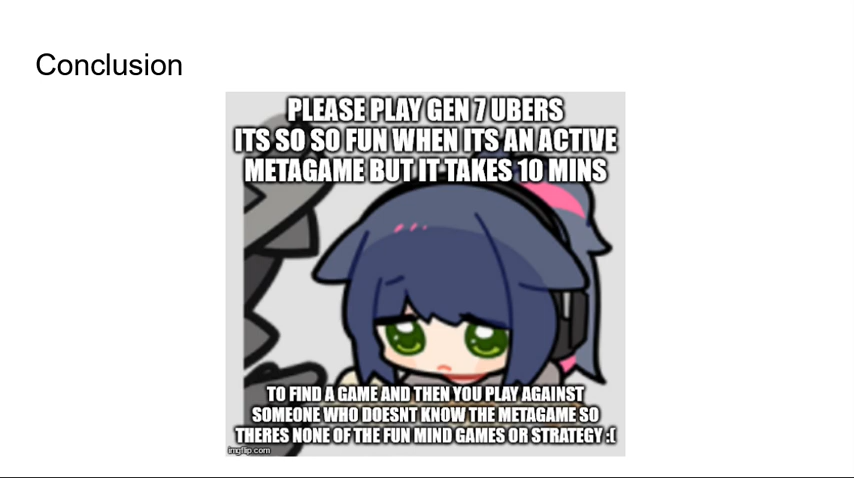 Conclusion
PLEASE PLAY GEN 7 UBERS
ITS SO SO FUN WHEN ITS AN ACTIVE
METAGAME BUT IT TAKES 10 MINS
TO FIND A GAME AND THEN YOU PLAY AGAINST
SOMEONE WHO DOESNT KNOW THE METAGAME SO
THERES NONE OF THE FUN MIND GAMES OR STRATEGY :(
imgflip.com